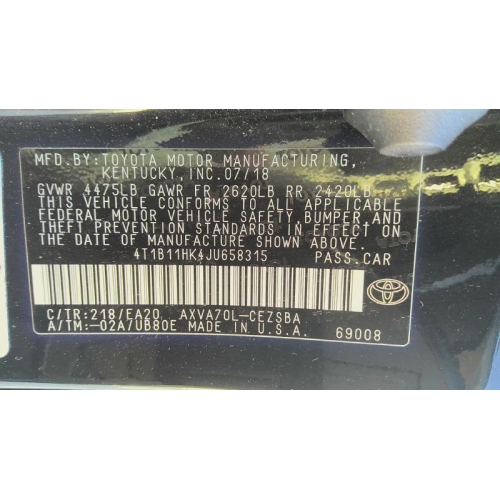 MFD.BY:TOYOTA MOTOR MANUFACTURING,
KENTUCKY,INC.07/18
GVWR 4475LB GAWR FR 2620LB RR 2420LB
THIS VEHICLE CONFORMS TO ALL APPLICABLE
FEDERAL MOTOR VEHICLE SAFETY,BUMPER,AND
THEFT PREVENTION STANDARDS IN EFFECT ON
THE DATE OF MANUFACTURE SHOWN ABOVE.
4T1B11HK4JU658315 PASS.CAR
C/TR:218/EA20 AXVA70L-CEZSBA
A/TM:-02A/UB80E MADE IN U.S.A. 69008